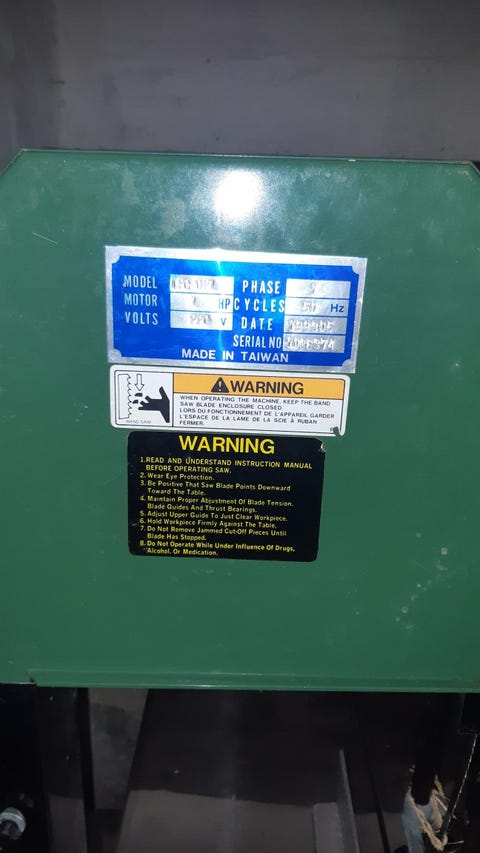 MODEL PHASE
MOTOR HP CYCLES Hz
VOLTS 220 V DATE
SERIAL NO.
MADE IN TAIWAN
WARNING
WHEN OPERATING THE MACHINE, KEEP THE BAND
SAW BLADE ENCLOSURE CLOSED.
LORS DU FONCTIONNEMENT DE L'APPAREIL GARDER
L'ESPACE DE LA LAME DE LA SCIE À RUBAN
FERMER.
BAND SAW
WARNING
1.READ AND UNDERSTAND INSTRUCTION MANUAL
BEFORE OPERATING SAW.
2. Wear Eye Protection.
3. Be Positive That Saw Blade Points Downward
Toward The Table.
4. Maintain Proper Abjustment Of Blade Tension.
Blade Guides And Thrust Bearings.
5. Adjust Upper Guide To Just Clear Workpiece.
6. Hold Workpiece Firmly Against The Table.
7. Do Not Remove Jammed Cut-Off Pieces Until
Blade Has Stopped.
8. Do Not Operate While Under Influence Of Drugs,
Alcohol. Or Medication.